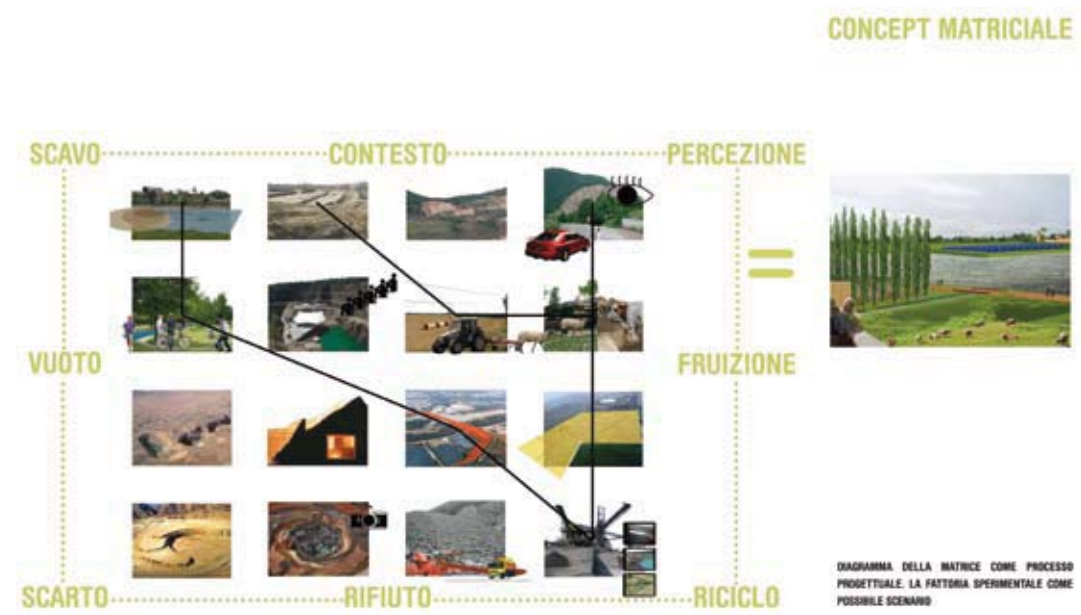 CONCEPT MATRICIALE
SCAVO CONTESTO PERCEZIONE
=
VUOTO FRUIZIONE
SCARTO RIFIUTO RICICLO
DIAGRAMMA DELLA MATRICE COME PROCESSO
PROGETTUALE. LA FATTORIA SPERIMENTALE COME
POSSIBILE SCENARIO